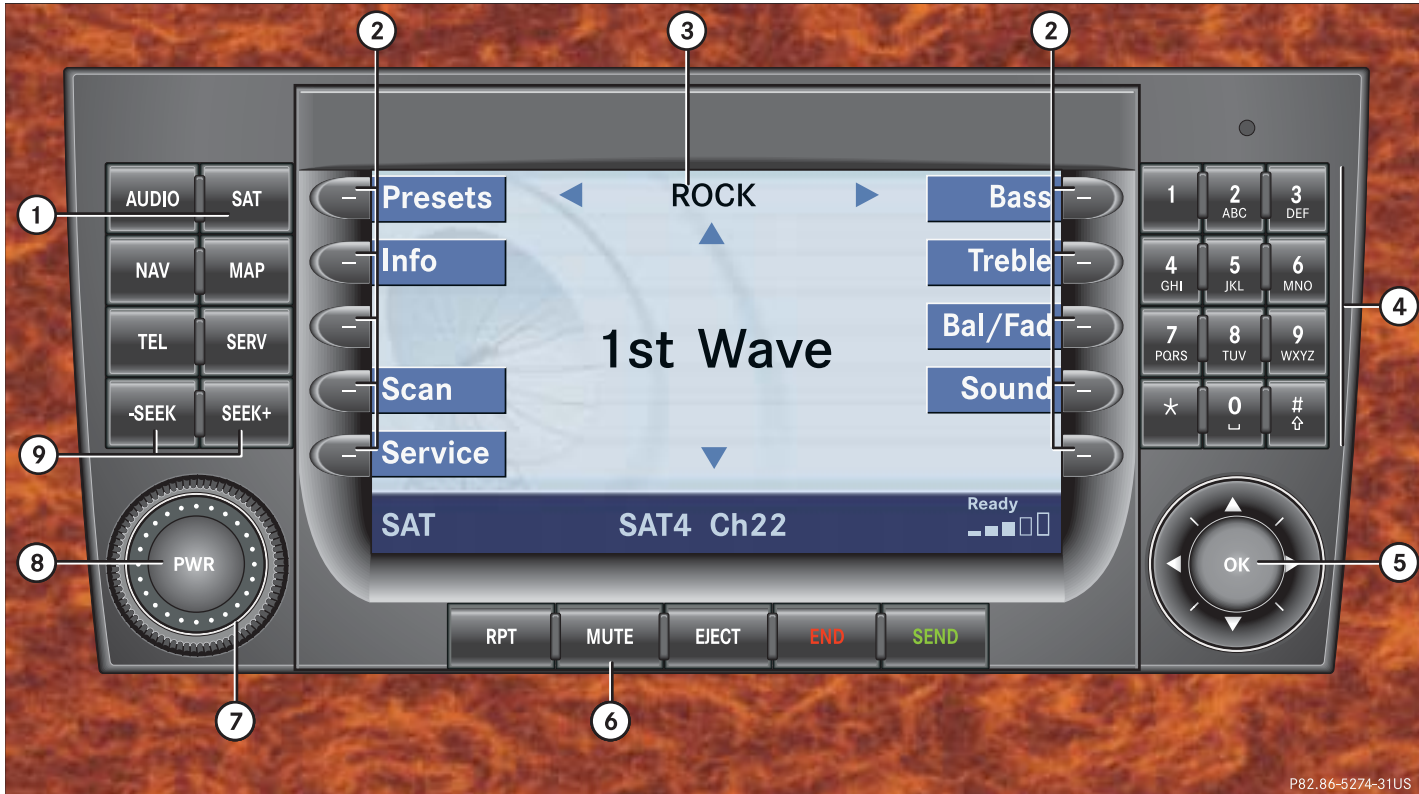 2 3 2
AUDIO SAT
Presets ROCK Bass
1 2 3
ABC DEF
1
NAV MAP
Info Treble
4 5 6
GHI JKL MNO
4
TEL SERV
1st Wave Bal/Fad
7 8 9
PQRS TUV WXYZ
-SEEK SEEK+
Scan Sound
* 0 #
9
Service
SAT SAT4 Ch22 Ready
8 PWR
OK 5
RPT MUTE EJECT END SEND
7 6
P82.86-5274-31US